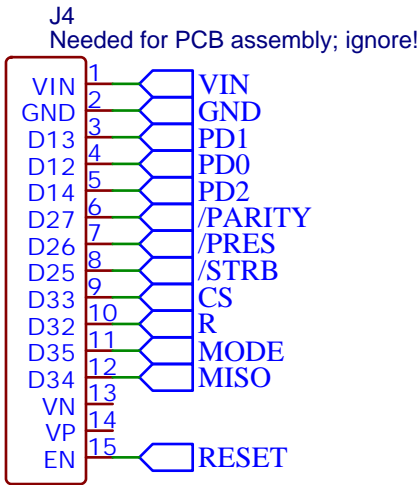 J4
Needed for PCB assembly; ignore!
VIN 1 VIN
GND 2 GND
D13 3 PD1
D12 4 PD0
D14 5 PD2
D27 6 /PARITY
D26 7 /PRES
D25 8 /STRB
D33 9 CS
D32 10 R
D35 11 MODE
D34 12 MISO
VN 13
VP 14
EN 15 RESET